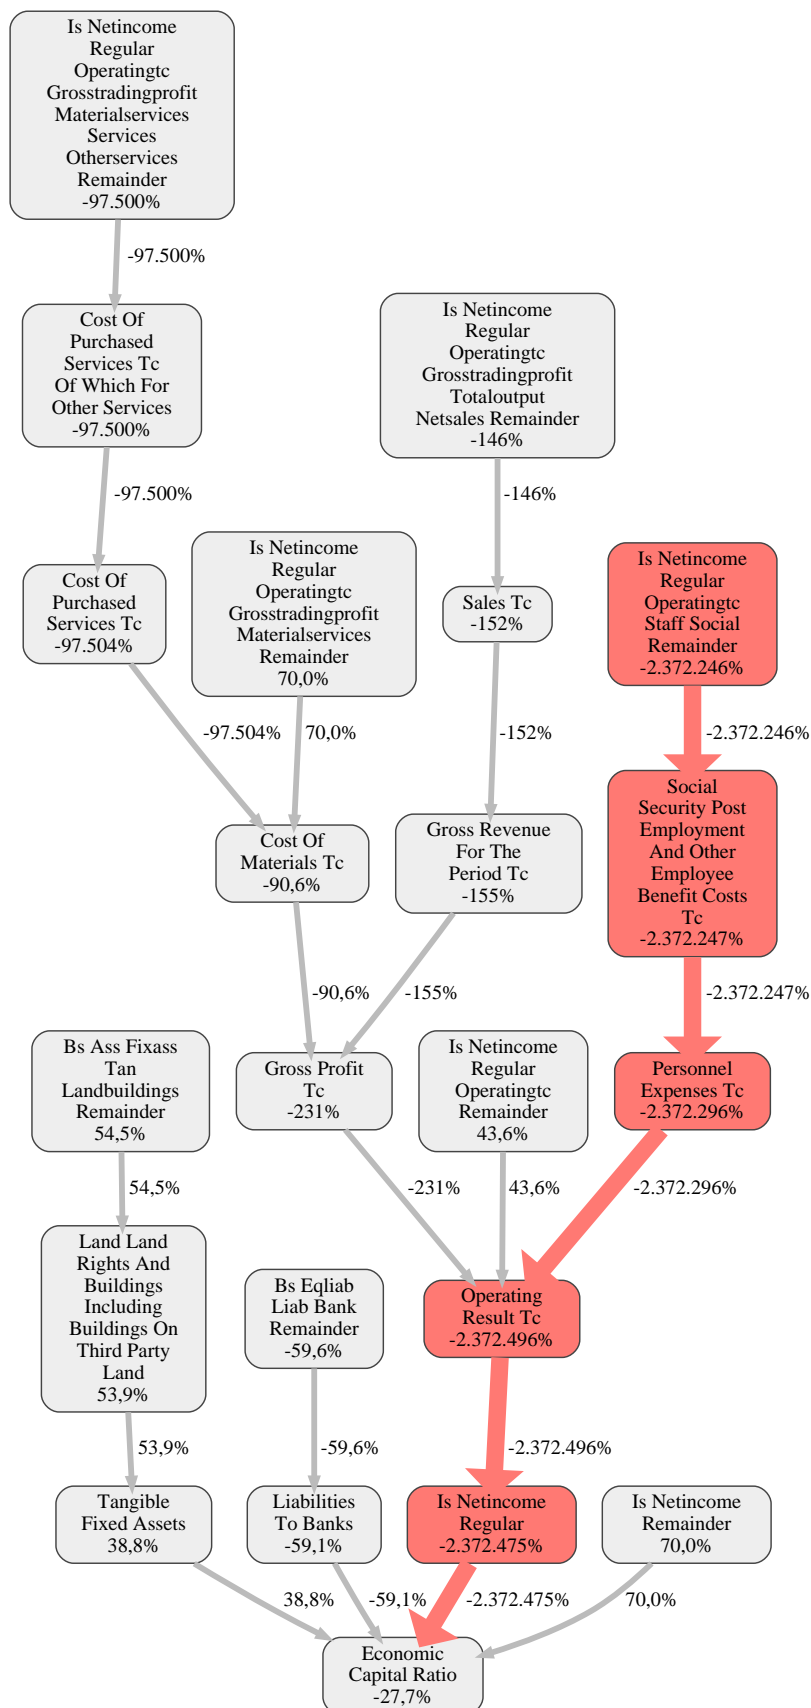 Is Netincome
Regular
Operatingtc
Grosstradingprofit
Materialservices
Services
Otherservices
Remainder
-97.500%
-97.500%
Cost Of
Purchased
Services Tc
Of Which For
Other Services
-97.500%
Is Netincome
Regular
Operatingtc
Grosstradingprofit
Totaloutput
Netsales Remainder
-146%
-97.500%
-146%
Cost Of
Purchased
Services Tc
-97.504%
Is Netincome
Regular
Operatingtc
Grosstradingprofit
Materialservices
Remainder
70,0%
Sales Tc
-152%
Is Netincome
Regular
Operatingtc
Staff Social
Remainder
-2.372.246%
-97.504%
70,0%
-152%
-2.372.246%
Cost Of
Materials Tc
-90,6%
Gross Revenue
For The
Period Tc
-155%
Social
Security Post
Employment
And Other
Employee
Benefit Costs
Tc
-2.372.247%
-90,6%
-155%
-2.372.247%
Bs Ass Fixass
Tan
Landbuildings
Remainder
54,5%
Gross Profit
Tc
-231%
Is Netincome
Regular
Operatingtc
Remainder
43,6%
Personnel
Expenses Tc
-2.372.296%
54,5%
-231%
43,6%
-2.372.296%
Land Land
Rights And
Buildings
Including
Buildings On
Third Party
Land
53,9%
Bs Eqliab
Liab Bank
Remainder
-59,6%
Operating
Result Tc
-2.372.496%
53,9%
-59,6%
-2.372.496%
Tangible
Fixed Assets
38,8%
Liabilities
To Banks
-59,1%
Is Netincome
Regular
-2.372.475%
Is Netincome
Remainder
70,0%
38,8%
-59,1%
-2.372.475%
70,0%
Economic
Capital Ratio
-27,7%